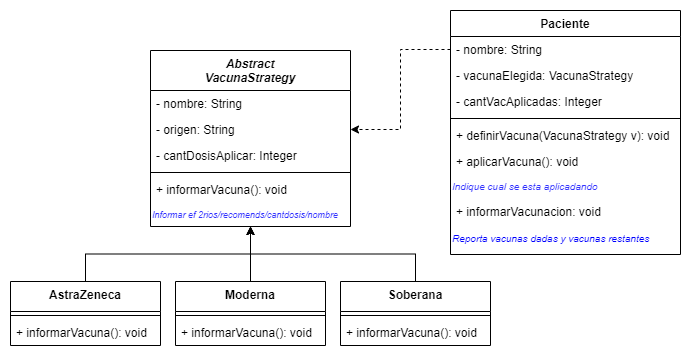 Abstract
VacunaStrategy
- nombre: String
- origen: String
- cantDosisAplicar: Integer
+ informarVacuna(): void
Informar ef 2rios/recomends/cantdosis/nombre
Paciente
- nombre: String
- vacunaElegida: VacunaStrategy
- cantVacAplicadas: Integer
+ definirVacuna(VacunaStrategy v): void
+ aplicarVacuna(): void
Indique cual se esta aplicadando
+ informarVacunacion: void
Reporta vacunas dadas y vacunas restantes
AstraZeneca
+ informarVacuna(): void
Moderna
+ informarVacuna(): void
Soberana
+ informarVacuna(): void